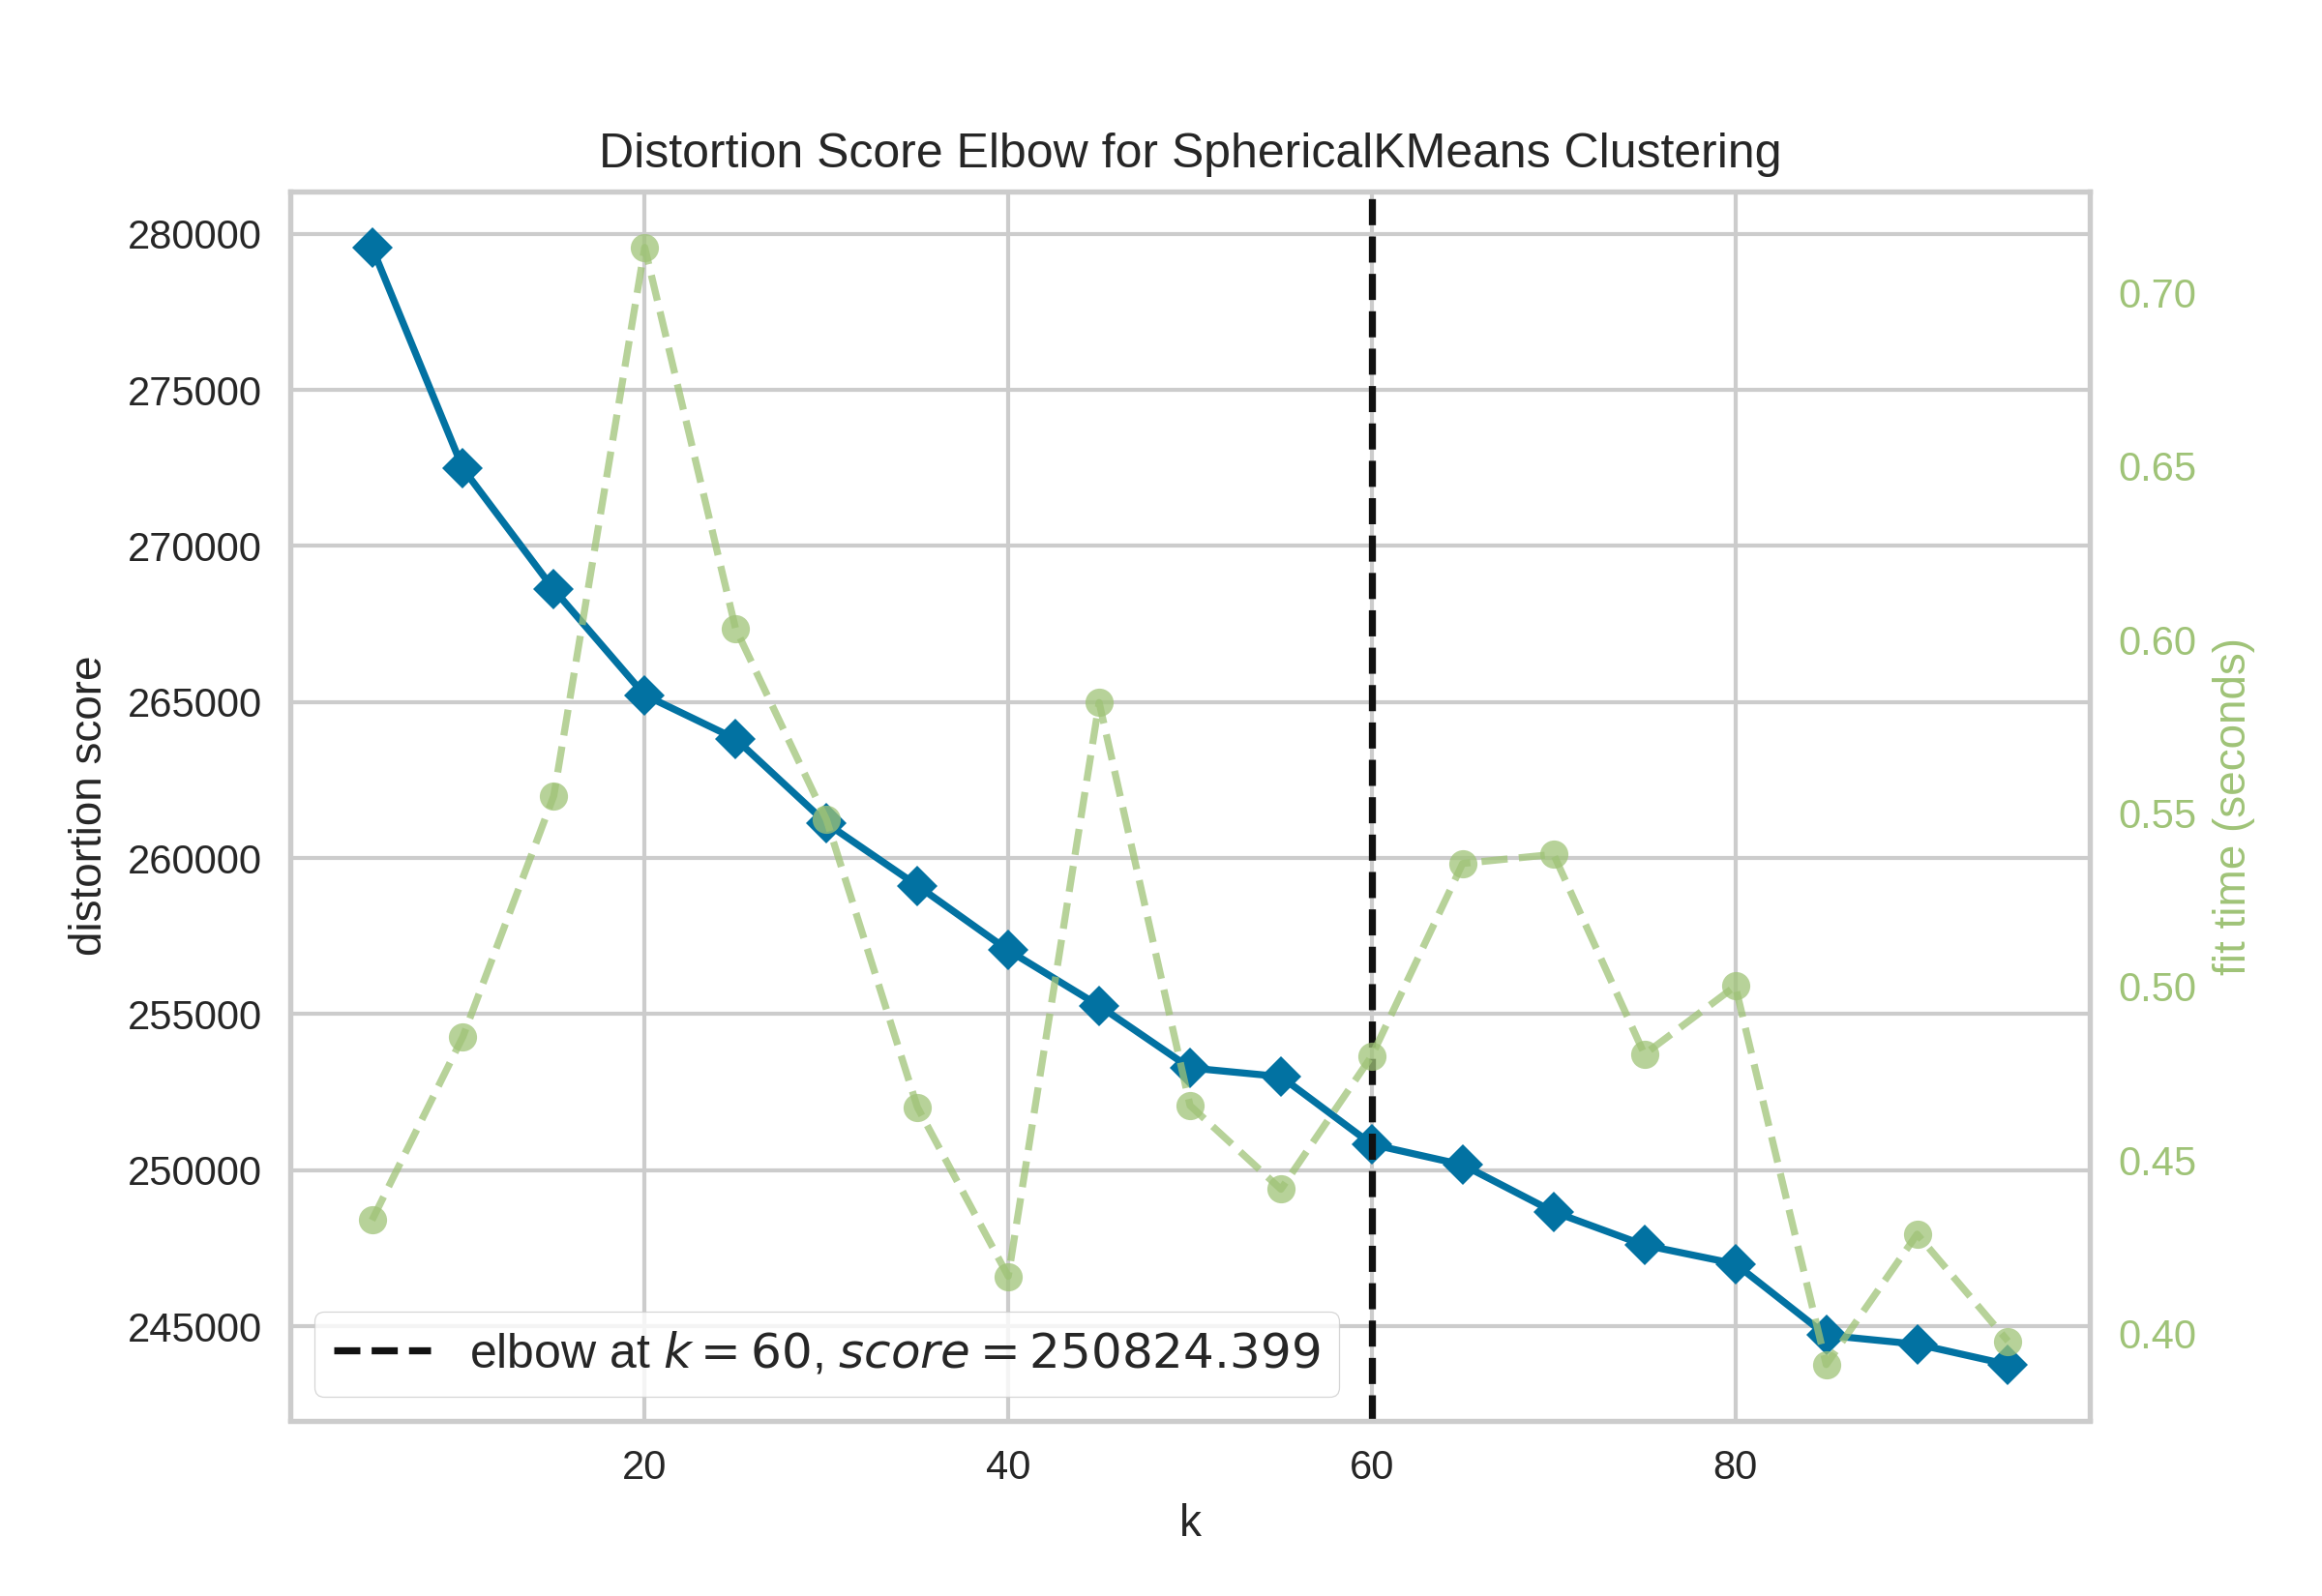 Distortion Score Elbow for SphericalKMeans Clustering
280000
275000
270000
265000
260000
255000
250000
245000
distortion score
0.70
0.65
0.60
0.55
0.50
0.45
0.40
fit time (seconds)
elbow at k = 60, score = 250824.399
20 40 60 80
k